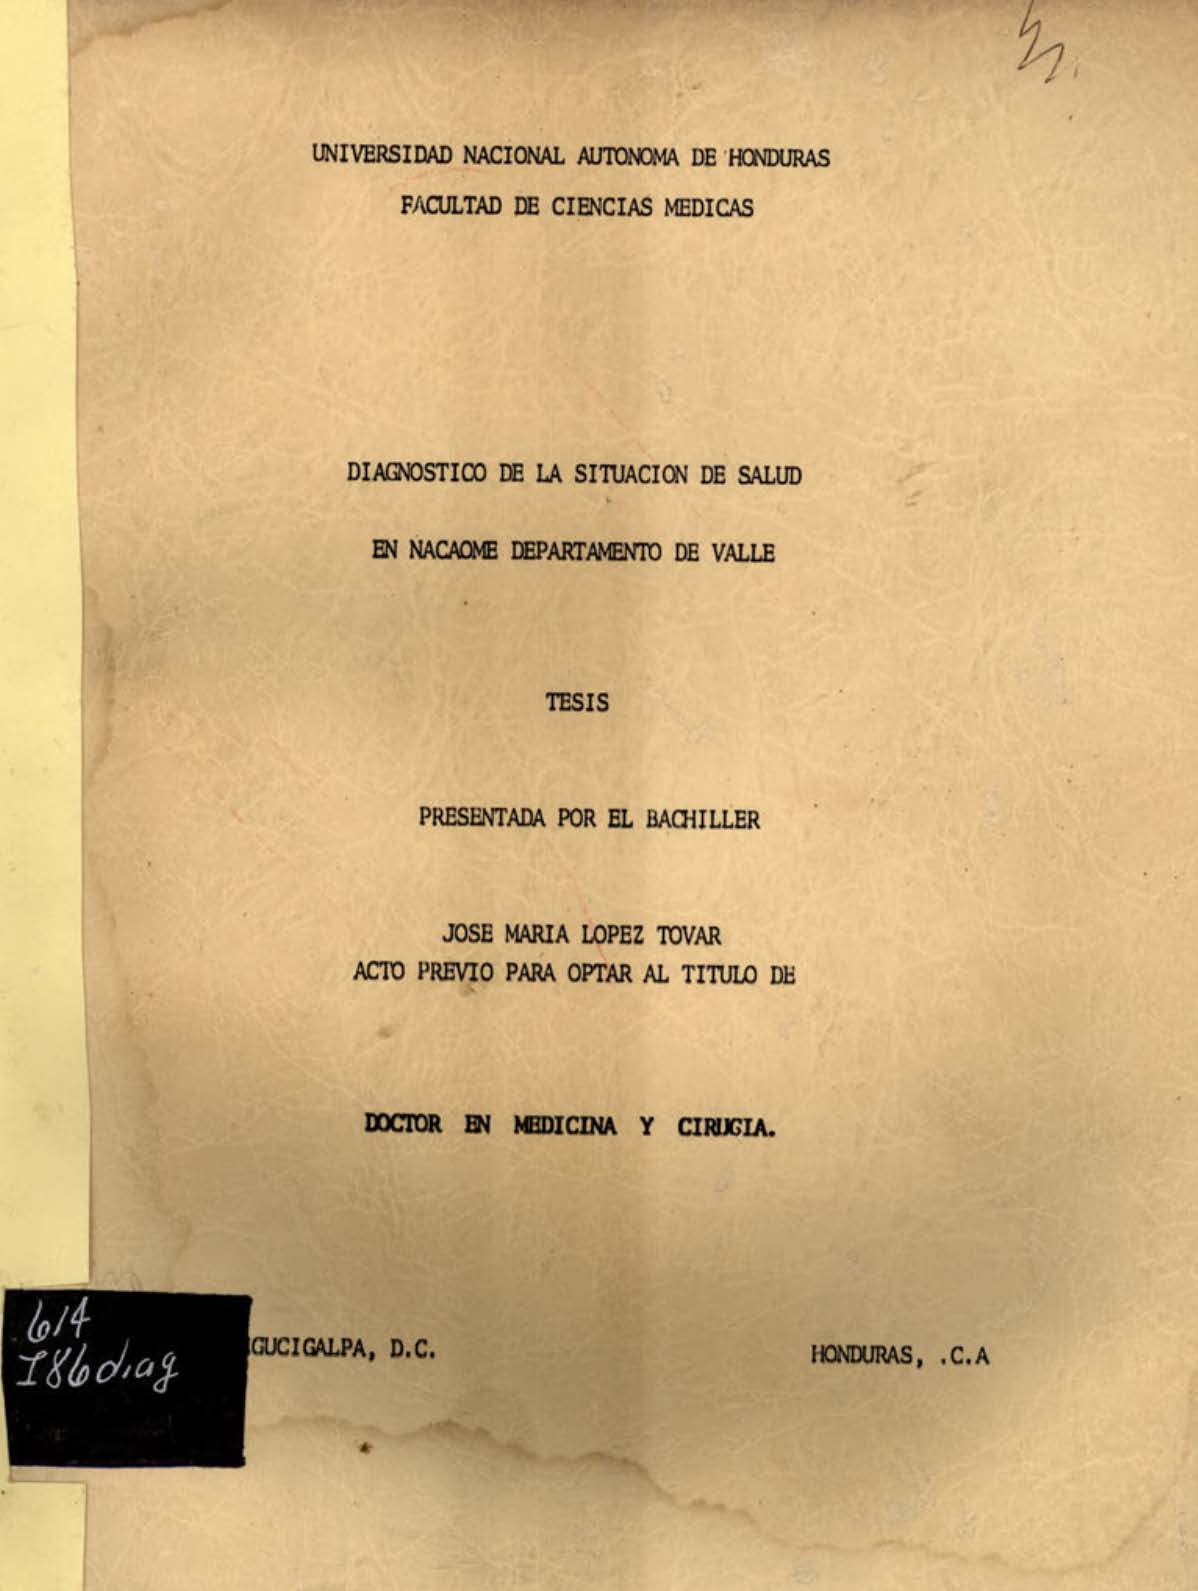 UNIVERSIDAD NACIONAL AUTONOMA DE HONDURAS
FACULTAD DE CIENCIAS MEDICAS
DIAGNOSTICO DE LA SITUACION DE SALUD
EN NACAOME DEPARTAMENTO DE VALLE
TESIS
PRESENTADA POR EL BACHILLER
JOSE MARIA LOPEZ TOVAR
ACTO PREVIO PARA OPTAR AL TITULO DE
DOCTOR EN MEDICINA Y CIRUGIA.
GUCIGALPA, D.C. HONDURAS, .C.A
614
I86diag